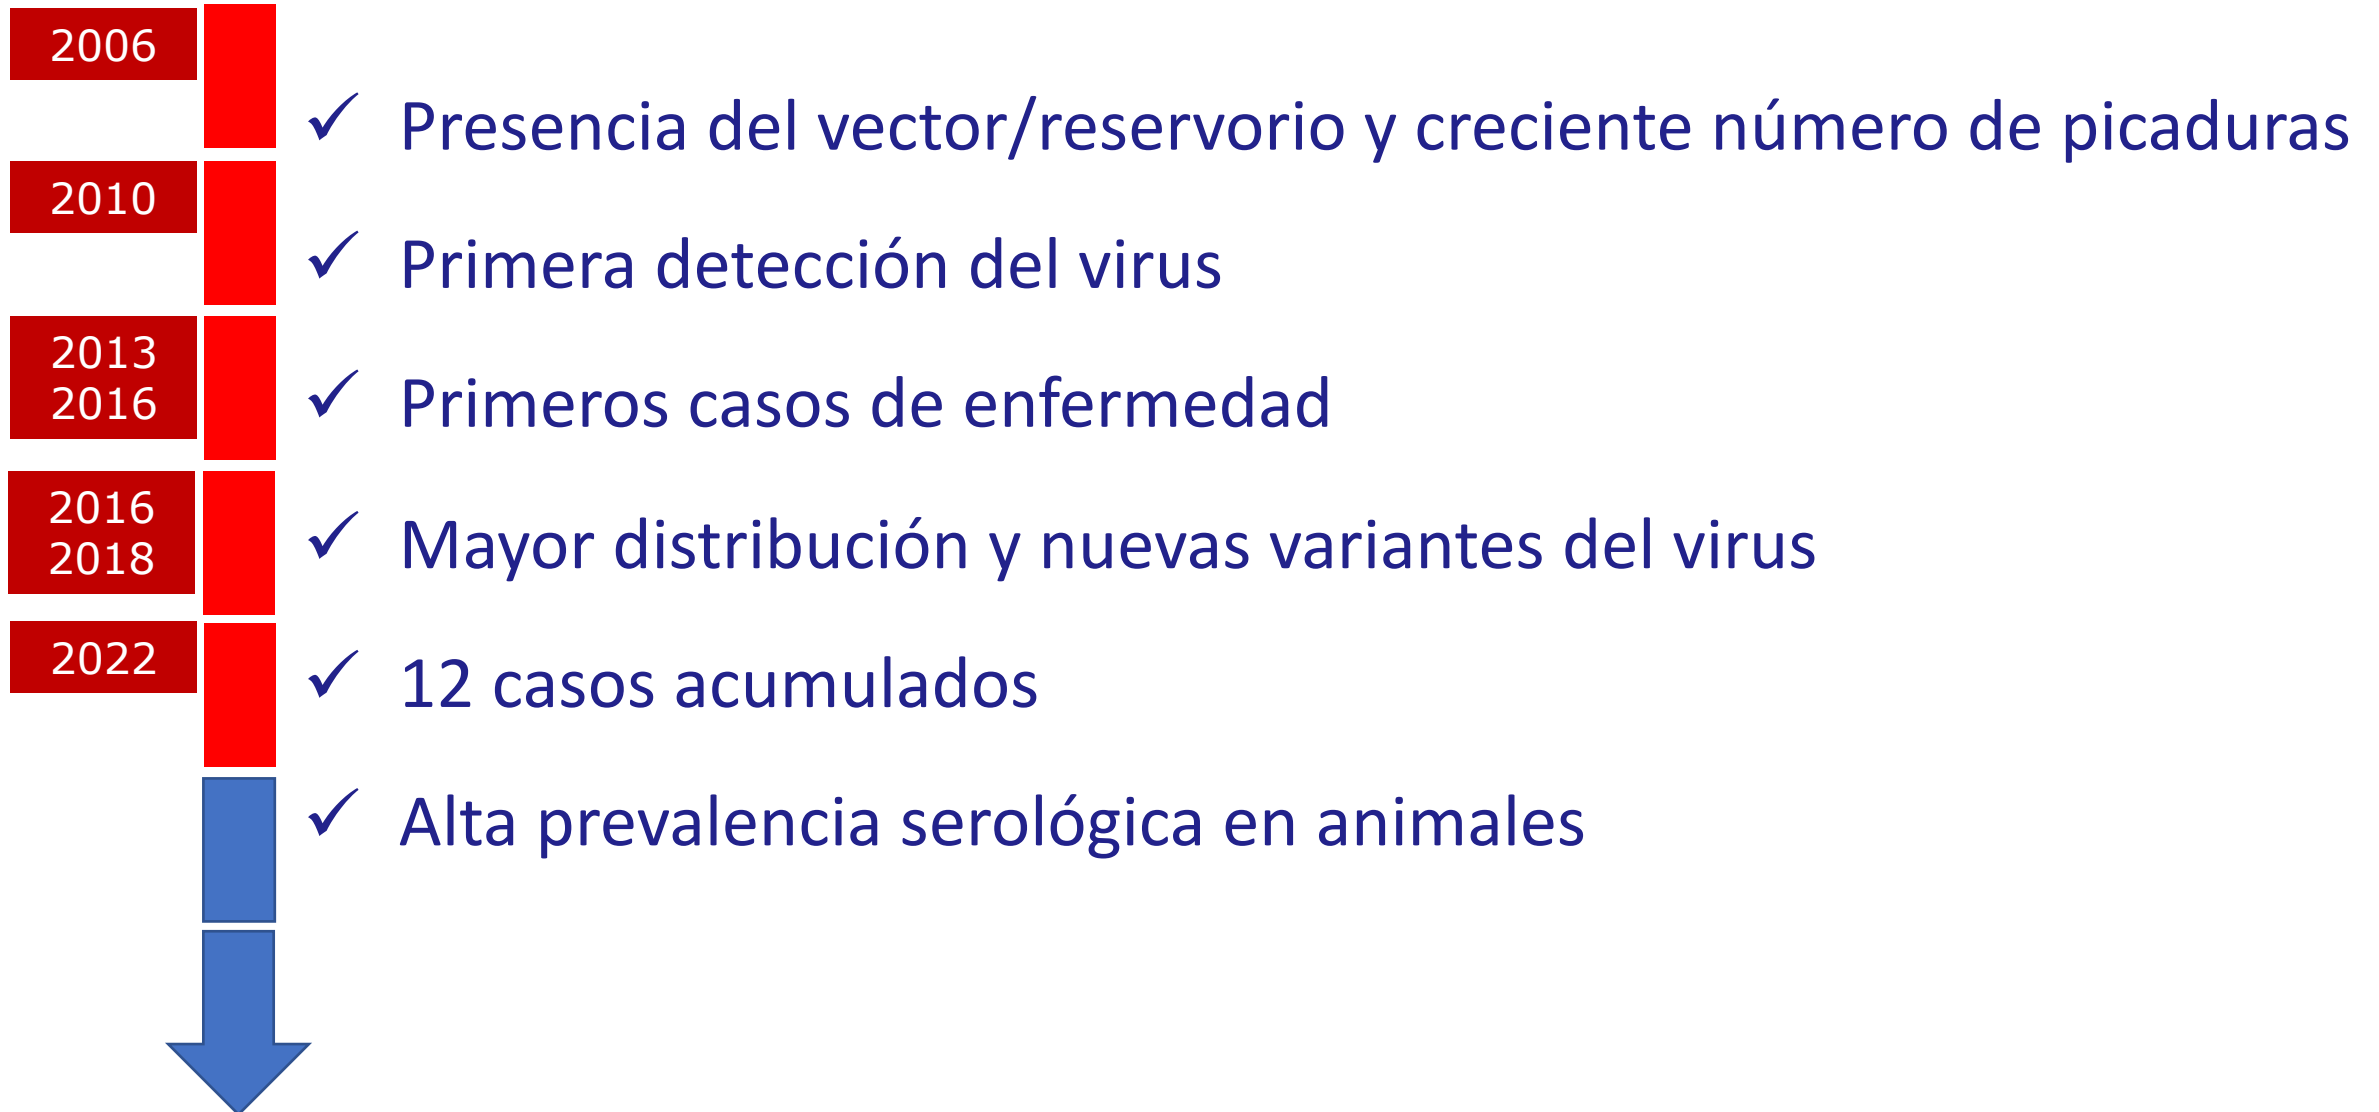 2006
✓ Presencia del vector/reservorio y creciente número de picaduras
2010
✓ Primera detección del virus
2013
2016
✓ Primeros casos de enfermedad
2016
2018
✓ Mayor distribución y nuevas variantes del virus
2022
✓ 12 casos acumulados
✓ Alta prevalencia serológica en animales